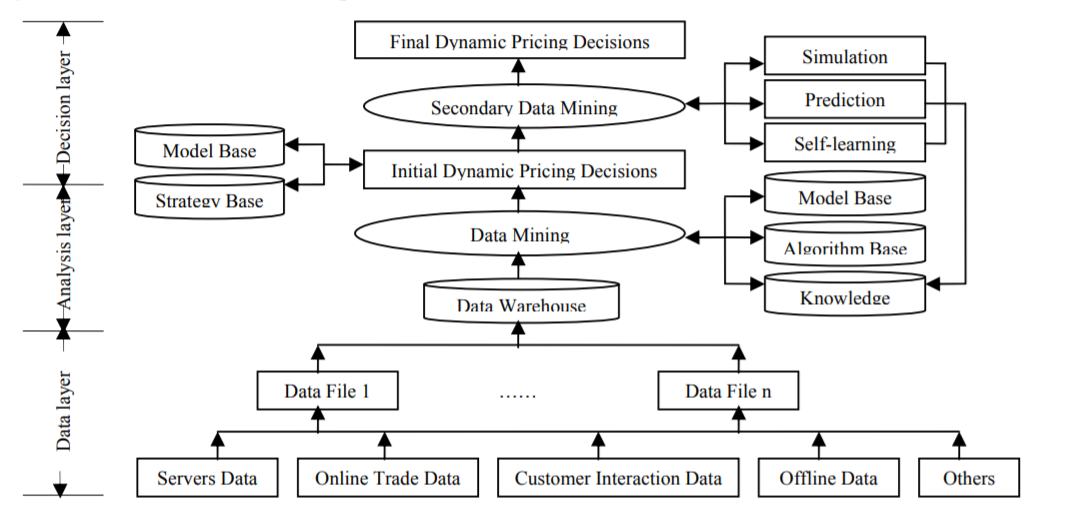 Final Dynamic Pricing Decisions
Simulation
Secondary Data Mining
Prediction
Self-learning
Decision layer
Model Base
Initial Dynamic Pricing Decisions
Strategy Base
Model Base
Data Mining
Algorithm Base
Analysis layer
Data Warehouse
Knowledge
Data File 1
......
Data File n
Data layer
Servers Data
Online Trade Data
Customer Interaction Data
Offline Data
Others